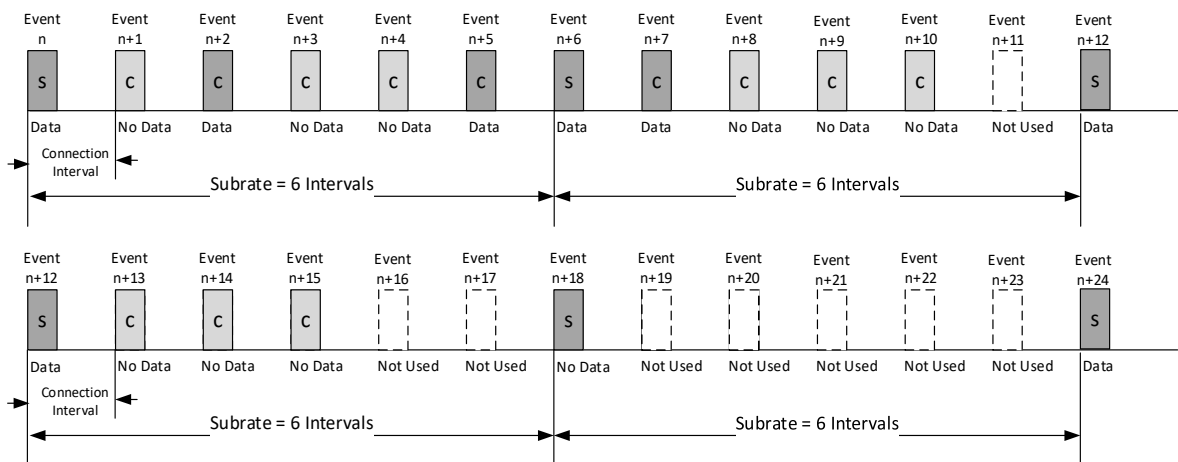 Event Event Event Event Event Event Event Event Event Event Event Event Event
n n+1 n+2 n+3 n+4 n+5 n+6 n+7 n+8 n+9 n+10 n+11 n+12
S C C C C C S C C C C S
Data No Data Data No Data No Data Data Data Data No Data No Data No Data Not Used Data
Connection
Interval
Subrate = 6 Intervals Subrate = 6 Intervals
Event Event Event Event Event Event Event Event Event Event Event Event Event
n+12 n+13 n+14 n+15 n+16 n+17 n+18 n+19 n+20 n+21 n+22 n+23 n+24
S C C C S S
Data No Data No Data No Data Not Used Not Used No Data Not Used Not Used Not Used Not Used Not Used Data
Connection
Interval
Subrate = 6 Intervals Subrate = 6 Intervals